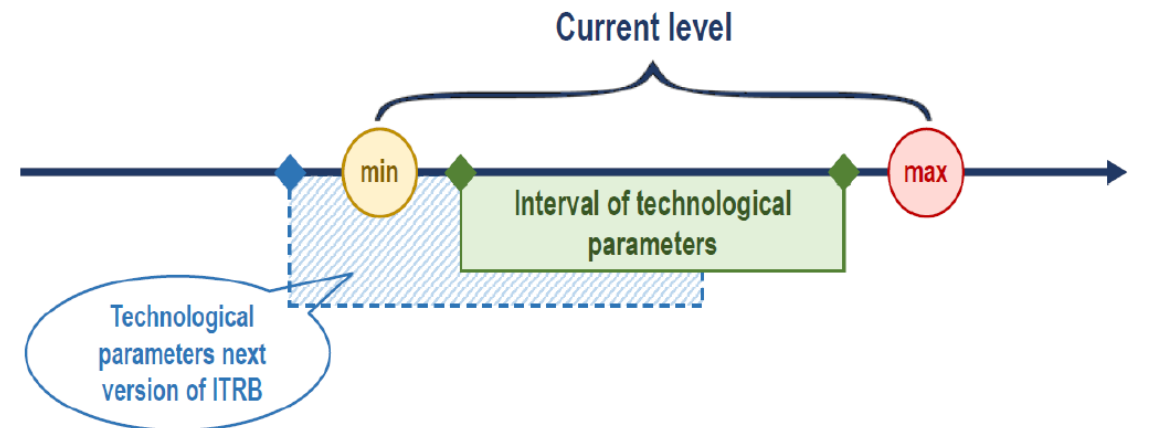 Current level
min
max
Interval of technological
parameters
Technological
parameters next
version of ITRB